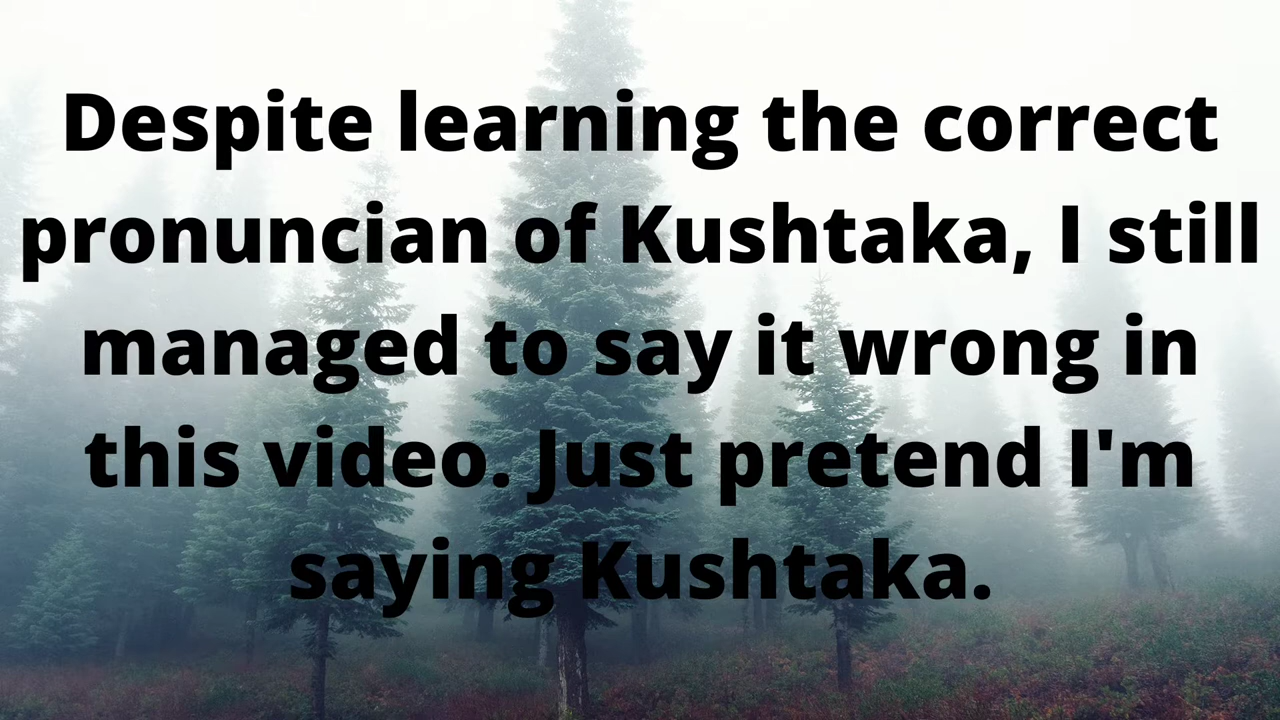 Despite learning the correct
pronuncian of Kushtaka, I still
managed to say it wrong in
this video. Just pretend I'm
saying Kushtaka.